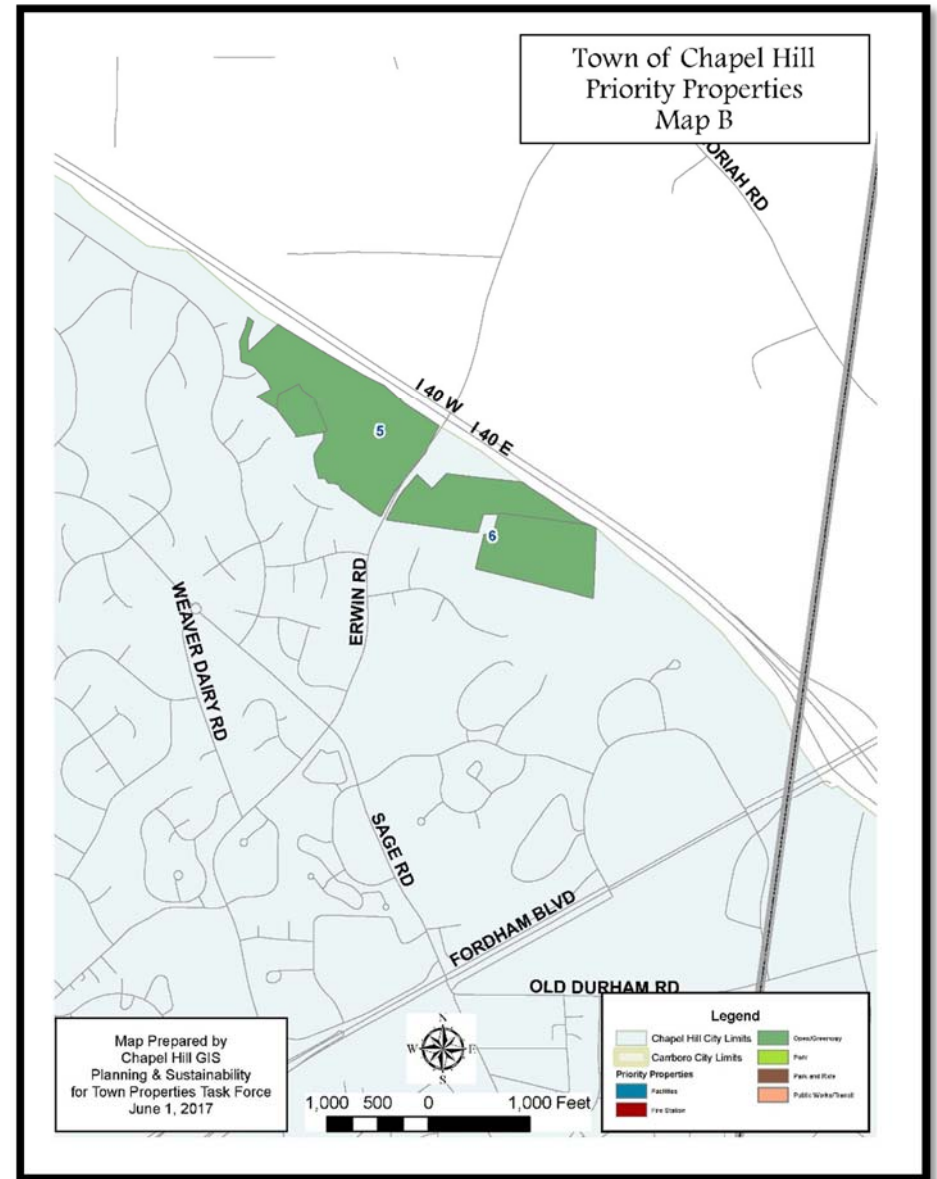 Town of Chapel Hill
Priority Properties
Map B
ORIAH RD
I 40 W
I 40 E
5
6
ERWIN RD
WEAVER DAIRY RD
SAGE RD
FORDHAM BLVD
OLD DURHAM RD
Map Prepared by
Chapel Hill GIS
Planning & Sustainability
for Town Properties Task Force
June 1, 2017
N
W E
S
1,000 500 0 1,000 Feet
Legend
Chapel Hill City Limits
Carrboro City Limits
Priority Properties
Facilities
Fire Station
Open/Greenway
Park
Park and Ride
Public Works/Transit